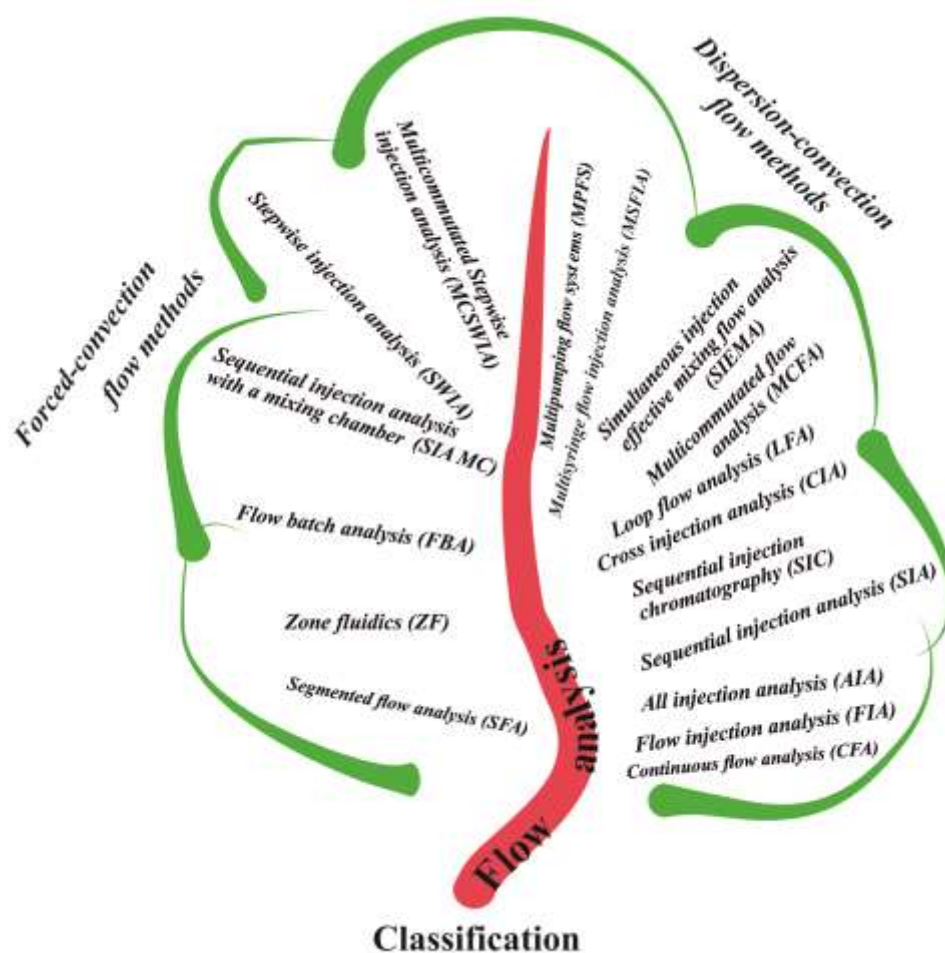 Dispersion-convection
flow methods
Forced-convection
flow methods
Multicommutated Stepwise
injection analysis (MCSWIA)
Stepwise injection analysis (SWIA)
Sequential injection analysis
with a mixing chamber (SIA MC)
Flow batch analysis (FBA)
Zone fluidics (ZF)
Segmented flow analysis (SFA)
Multipumping flow systems (MPFS)
Multisyringe flow injection analysis (MSFIA)
Simultaneous injection
effective mixing flow analysis
(SIEMA)
Multicommutated flow
analysis (MCFA)
Loop flow analysis (LFA)
Cross injection analysis (CIA)
Sequential injection
chromatography (SIC)
Sequential injection analysis (SIA)
All injection analysis (AIA)
Flow injection analysis (FIA)
Continuous flow analysis (CFA)
Flow analysis
Classification